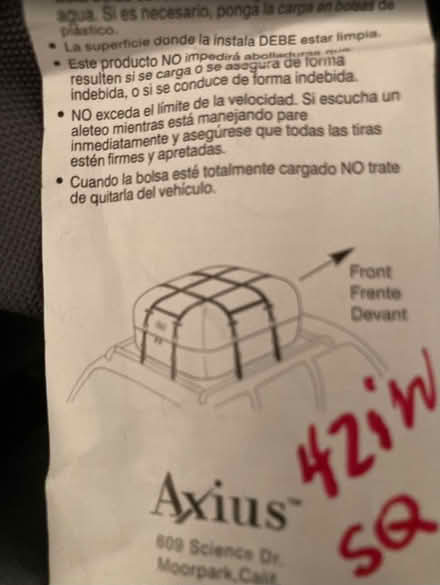 agua. Si es necesario, ponga la carga en bolsas de
plástico.
• La superficie donde la instala DEBE estar limpia.
• Este producto NO impedirá abolladuras que
resulten si se carga o se asegura de forma
indebida, o si se conduce de forma indebida.
• NO exceda el límite de la velocidad. Si escucha un
aleteo mientras está manejando pare
inmediatamente y asegúrese que todas las tiras
estén firmes y apretadas.
• Cuando la bolsa esté totalmente cargado NO trate
de quitarla del vehículo.
Front
Frente
Devant
42in
SQ
Axius™
609 Science Dr.
Moorpark, Calif